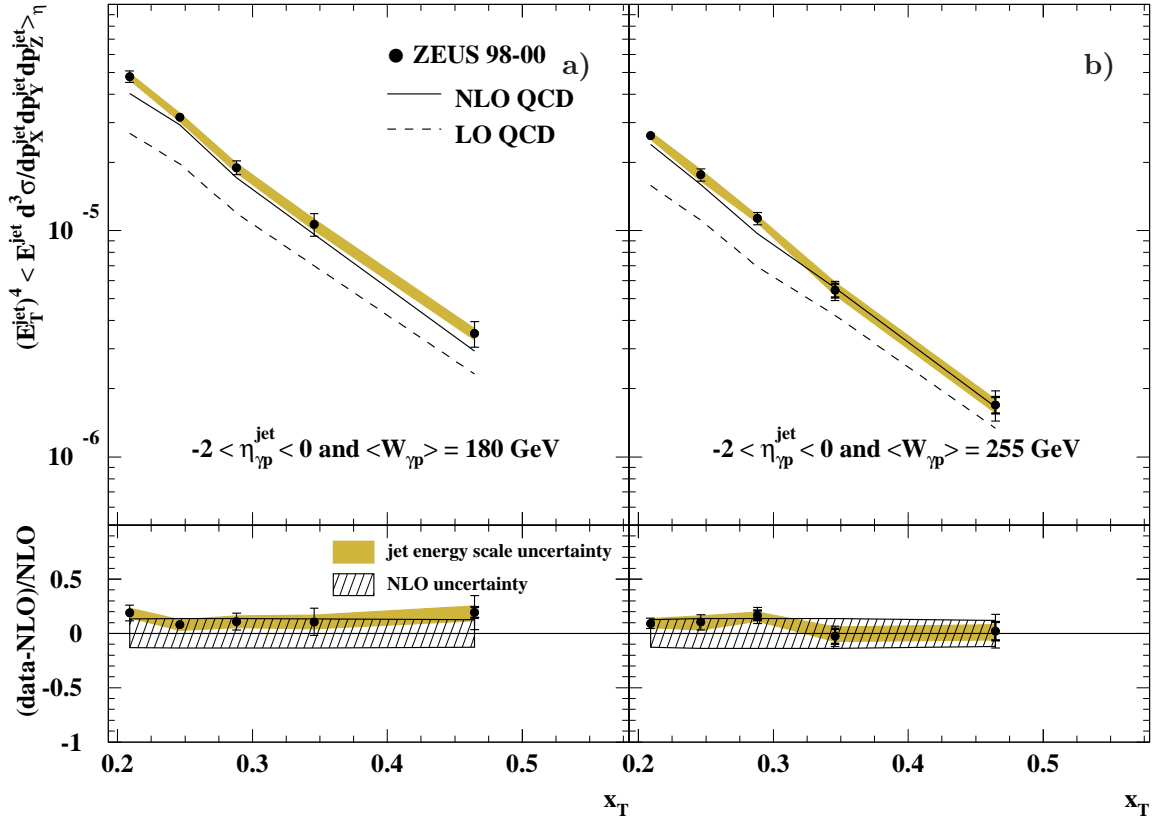 (E_T^jet)^4 < E^jet d^3 σ/dp_X^jet dp_Y^jet dp_Z^jet >_η
10^-5
10^-6
ZEUS 98-00
NLO QCD
LO QCD
a)
b)
-2 < η_γp^jet < 0 and <W_γp> = 180 GeV
-2 < η_γp^jet < 0 and <W_γp> = 255 GeV
(data-NLO)/NLO
0.5
0
-0.5
-1
jet energy scale uncertainty
NLO uncertainty
0.2 0.3 0.4 0.5 0.2 0.3 0.4 0.5
x_T x_T